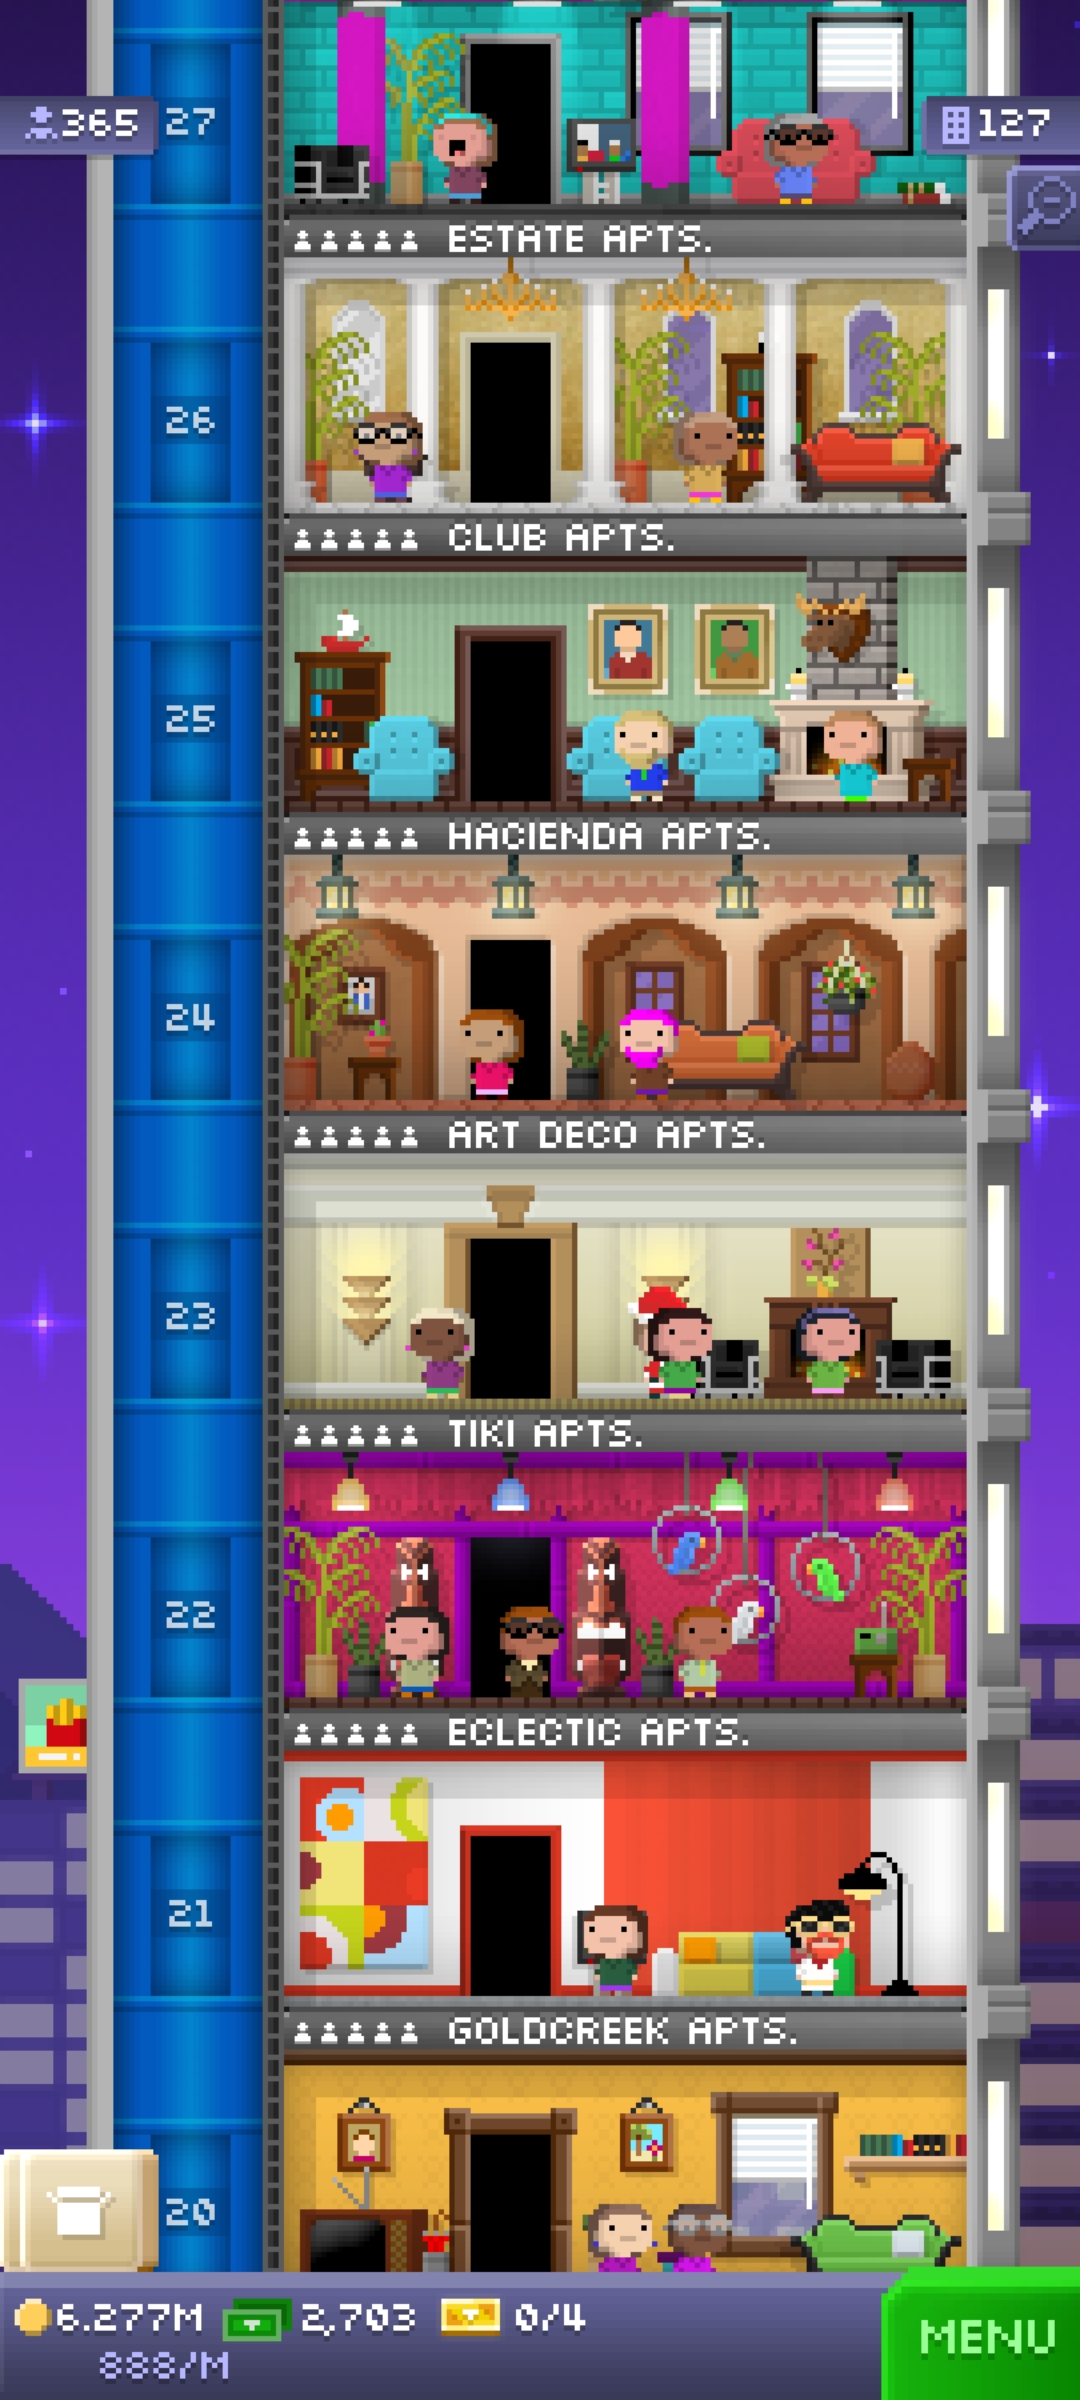 365
27
127
ESTATE APTS.
26
CLUB APTS.
25
HACIENDA APTS.
24
ART DECO APTS.
23
TIKI APTS.
22
ECLECTIC APTS.
21
GOLDCREEK APTS.
20
6.277M 2,703 0/4
888/M
MENU